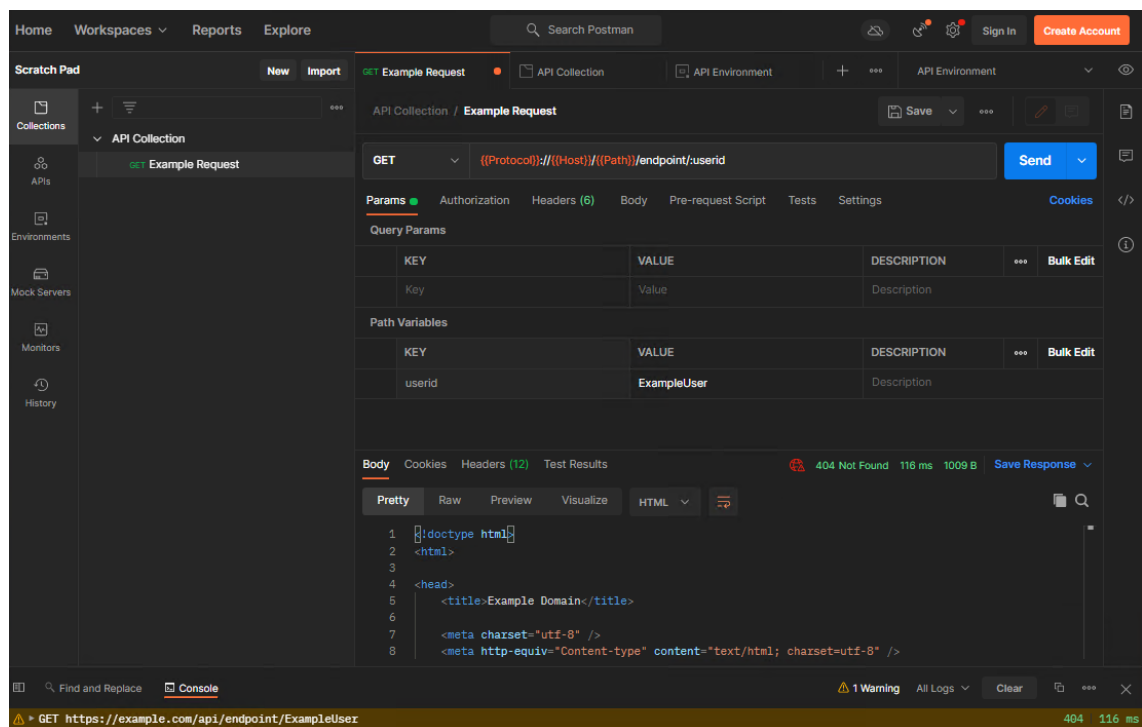 Home Workspaces Reports Explore Search Postman Sign In Create Account
Scratch Pad New Import GET Example Request API Collection API Environment API Environment
Collections
APIs
Environments
Mock Servers
Monitors
History
API Collection
GET Example Request
API Collection / Example Request Save
GET {{Protocol}}://{{Host}}/{{Path}}/endpoint/:userid Send
Params Authorization Headers (6) Body Pre-request Script Tests Settings Cookies
Query Params
KEY VALUE DESCRIPTION Bulk Edit
Key Value Description
Path Variables
KEY VALUE DESCRIPTION Bulk Edit
userid ExampleUser Description
Body Cookies Headers (12) Test Results 404 Not Found 116 ms 1009 B Save Response
Pretty Raw Preview Visualize HTML
1 <!doctype html>
2 <html>
3
4 <head>
5 <title>Example Domain</title>
6
7 <meta charset="utf-8" />
8 <meta http-equiv="Content-type" content="text/html; charset=utf-8" />
Find and Replace Console 1 Warning All Logs Clear
GET https://example.com/api/endpoint/ExampleUser 404 116 ms